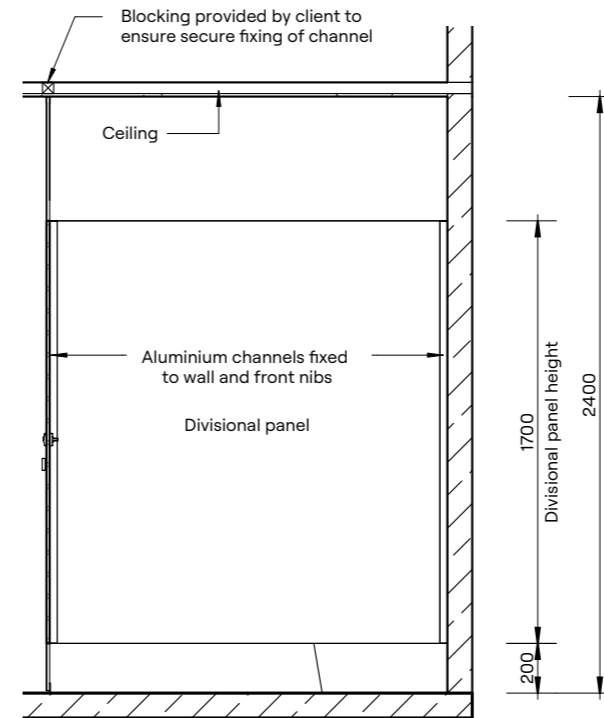 Blocking provided by client to
ensure secure fixing of channel
Ceiling
Aluminium channels fixed
to wall and front nibs
Divisional panel
1700
Divisional panel height
2400
200